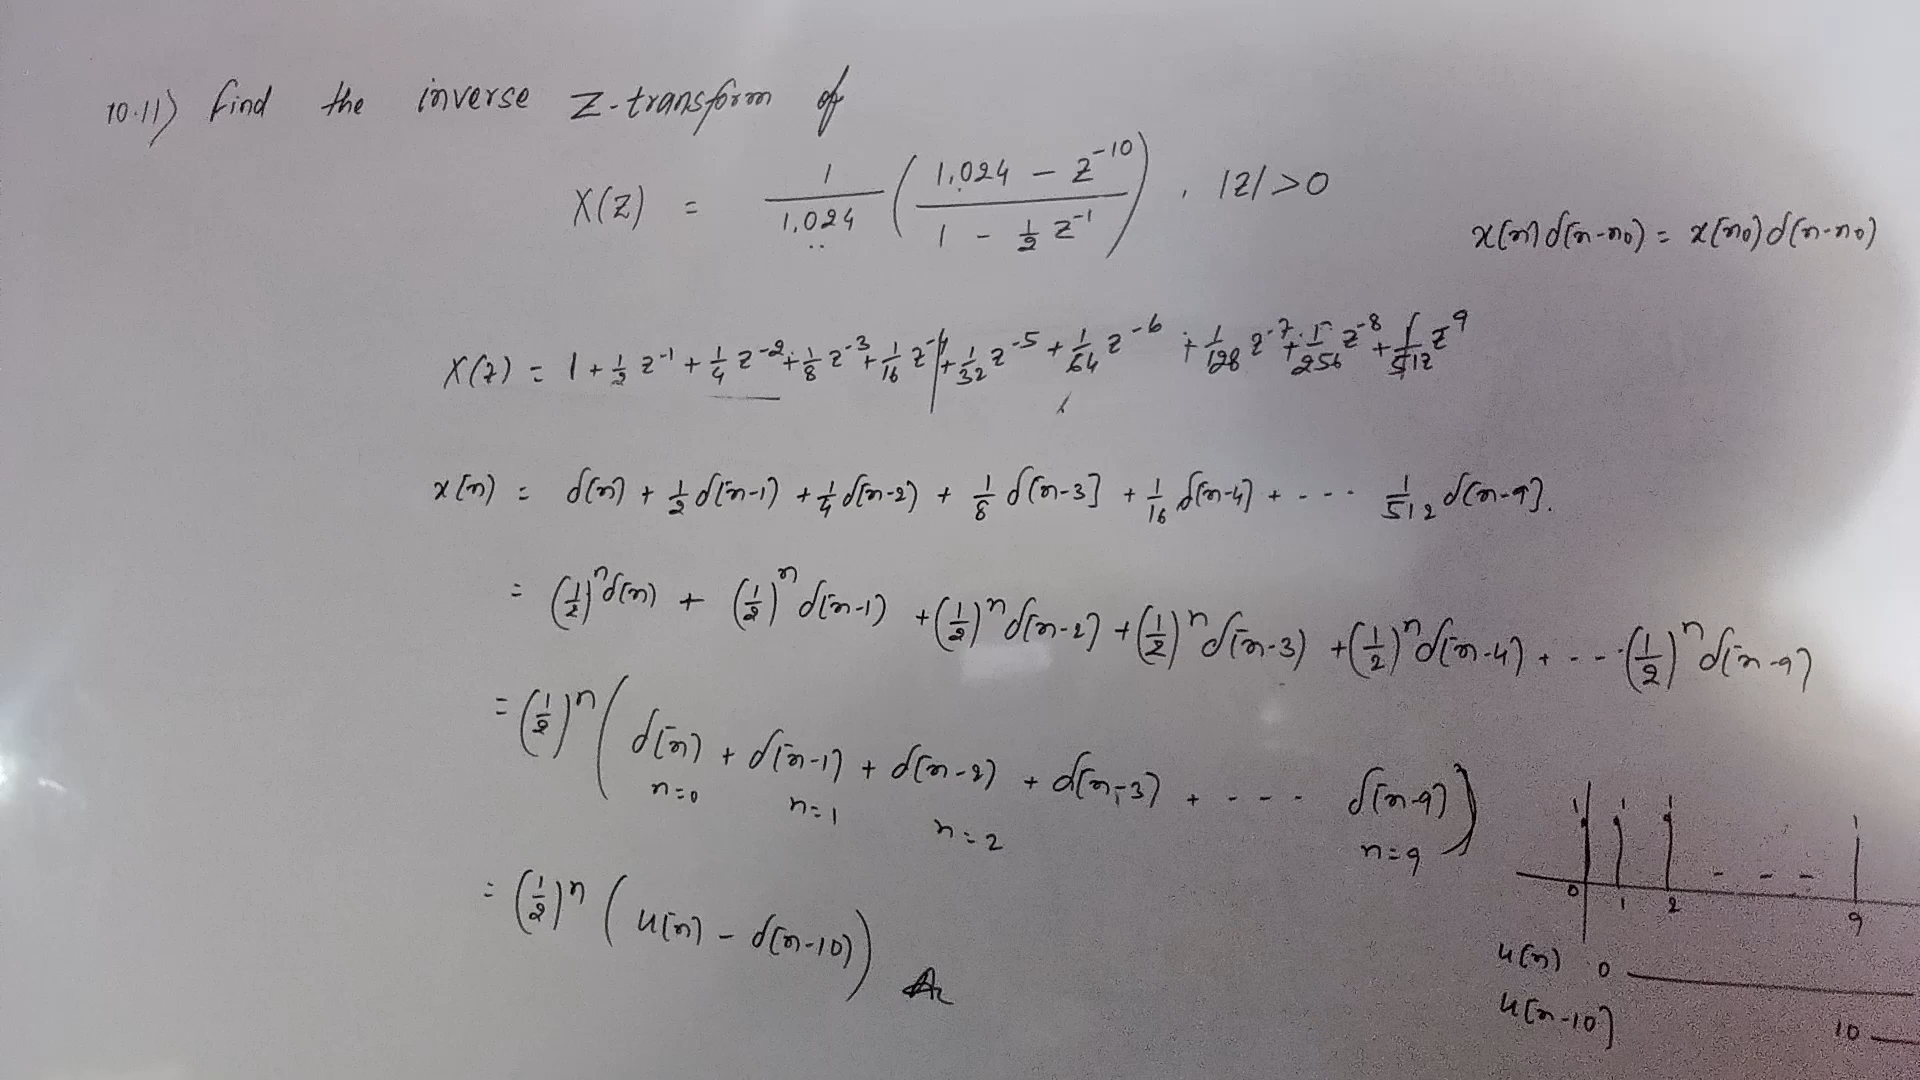 10.11) find the inverse Z-transform of
X(Z) = 1/1,024 ( (1,024 - Z^-10) / (1 - 1/2 Z^-1) ), |Z|>0
x[n] δ[n-n0] = x[n0] δ[n-n0]
X(Z) = 1 + 1/2 Z^-1 + 1/4 Z^-2 + 1/8 Z^-3 + 1/16 Z^-4 + 1/32 Z^-5 + 1/64 Z^-6 + 1/128 Z^-7 + 1/256 Z^-8 + 1/512 Z^9
x[n] = δ[n] + 1/2 δ[n-1] + 1/4 δ[n-2] + 1/8 δ[n-3] + 1/16 δ[n-4] + - - - 1/512 δ[n-9].
= (1/2)^n δ[n] + (1/2)^n δ[n-1] + (1/2)^n δ[n-2] + (1/2)^n δ[n-3] + (1/2)^n δ[n-4] + - - - (1/2)^n δ[n-9]
= (1/2)^n ( δ[n] + δ[n-1] + δ[n-2] + δ[n-3] + - - - δ[n-9] )
n=0 n=1 n=2 n=9
= (1/2)^n ( u[n] - δ[n-10] )
1 1 1 - - - 1
0 1 2 9
u[n] 0
u[n-10] 10